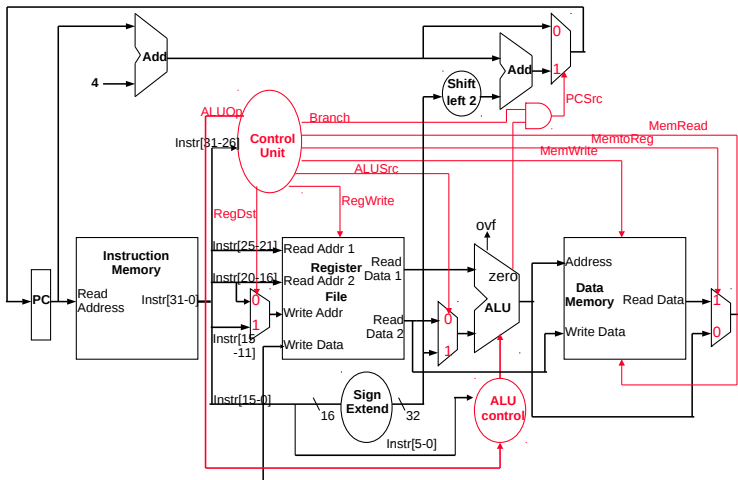 0
Add
Add
4
Shift
left 2
1
PCSrc
ALUOp
Branch
MemRead
Instr[31-26]
Control
Unit
MemtoReg
MemWrite
ALUSrc
RegDst
RegWrite
ovf
Instruction
Memory
Instr[25-21]
Read Addr 1
Register
Read
Data 1
zero
Address
Instr[20-16]
Read Addr 2
File
Data
Memory
PC
Read
Address
Instr[31-0]
0
Write Addr
ALU
Read Data
1
1
Read
Data 2
0
Write Data
0
Instr[15
-11]
Write Data
1
Sign
Extend
ALU
control
Instr[15-0]
16
32
Instr[5-0]